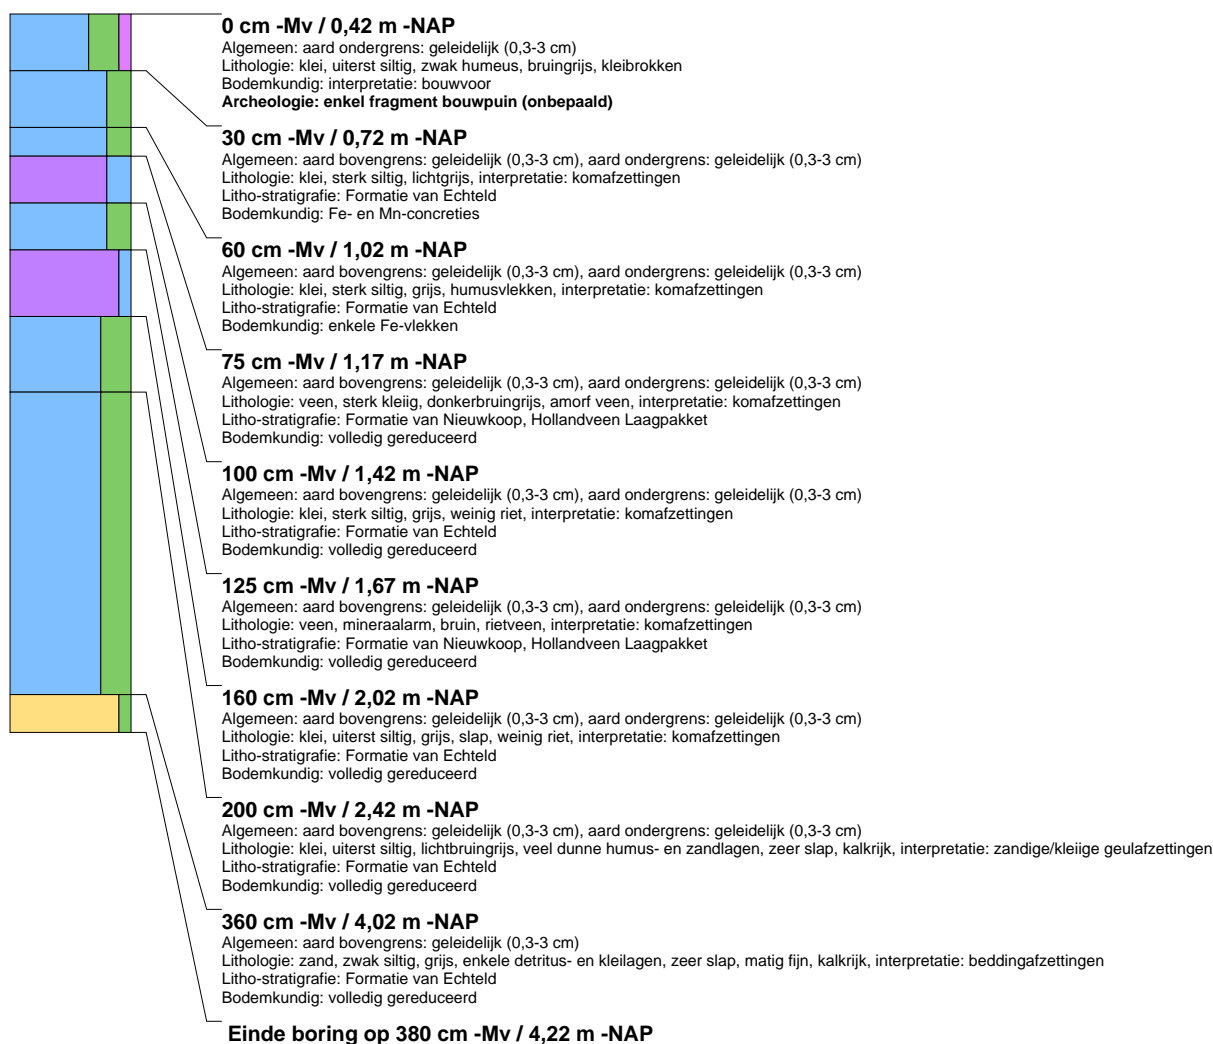 0 cm -Mv / 0,42 m -NAP
Algemeen: aard ondergrens: geleidelijk (0,3-3 cm)
Lithologie: klei, uiterst siltig, zwak humeus, bruingrijs, kleibrokken
Bodemkundig: interpretatie: bouwvoor
Archeologie: enkel fragment bouwpuin (onbepaald)
30 cm -Mv / 0,72 m -NAP
Algemeen: aard bovengrens: geleidelijk (0,3-3 cm), aard ondergrens: geleidelijk (0,3-3 cm)
Lithologie: klei, sterk siltig, lichtgrijs, interpretatie: komafzettingen
Litho-stratigrafie: Formatie van Echteld
Bodemkundig: Fe- en Mn-concreties
60 cm -Mv / 1,02 m -NAP
Algemeen: aard bovengrens: geleidelijk (0,3-3 cm), aard ondergrens: geleidelijk (0,3-3 cm)
Lithologie: klei, sterk siltig, grijs, humusvlekken, interpretatie: komafzettingen
Litho-stratigrafie: Formatie van Echteld
Bodemkundig: enkele Fe-vlekken
75 cm -Mv / 1,17 m -NAP
Algemeen: aard bovengrens: geleidelijk (0,3-3 cm), aard ondergrens: geleidelijk (0,3-3 cm)
Lithologie: veen, sterk kleiig, donkerbruingrijs, amorf veen, interpretatie: komafzettingen
Litho-stratigrafie: Formatie van Nieuwkoop, Hollandveen Laagpakket
Bodemkundig: volledig gereduceerd
100 cm -Mv / 1,42 m -NAP
Algemeen: aard bovengrens: geleidelijk (0,3-3 cm), aard ondergrens: geleidelijk (0,3-3 cm)
Lithologie: klei, sterk siltig, grijs, weinig riet, interpretatie: komafzettingen
Litho-stratigrafie: Formatie van Echteld
Bodemkundig: volledig gereduceerd
125 cm -Mv / 1,67 m -NAP
Algemeen: aard bovengrens: geleidelijk (0,3-3 cm), aard ondergrens: geleidelijk (0,3-3 cm)
Lithologie: veen, mineraalarm, bruin, rietveen, interpretatie: komafzettingen
Litho-stratigrafie: Formatie van Nieuwkoop, Hollandveen Laagpakket
Bodemkundig: volledig gereduceerd
160 cm -Mv / 2,02 m -NAP
Algemeen: aard bovengrens: geleidelijk (0,3-3 cm), aard ondergrens: geleidelijk (0,3-3 cm)
Lithologie: klei, uiterst siltig, grijs, slap, weinig riet, interpretatie: komafzettingen
Litho-stratigrafie: Formatie van Echteld
Bodemkundig: volledig gereduceerd
200 cm -Mv / 2,42 m -NAP
Algemeen: aard bovengrens: geleidelijk (0,3-3 cm), aard ondergrens: geleidelijk (0,3-3 cm)
Lithologie: klei, uiterst siltig, lichtbruingrijs, veel dunne humus- en zandlagen, zeer slap, kalkrijk, interpretatie: zandige/kleiige geulafzettingen
Litho-stratigrafie: Formatie van Echteld
Bodemkundig: volledig gereduceerd
360 cm -Mv / 4,02 m -NAP
Algemeen: aard bovengrens: geleidelijk (0,3-3 cm)
Lithologie: zand, zwak siltig, grijs, enkele detritus- en kleilagen, zeer slap, matig fijn, kalkrijk, interpretatie: beddingafzettingen
Litho-stratigrafie: Formatie van Echteld
Bodemkundig: volledig gereduceerd
Einde boring op 380 cm -Mv / 4,22 m -NAP